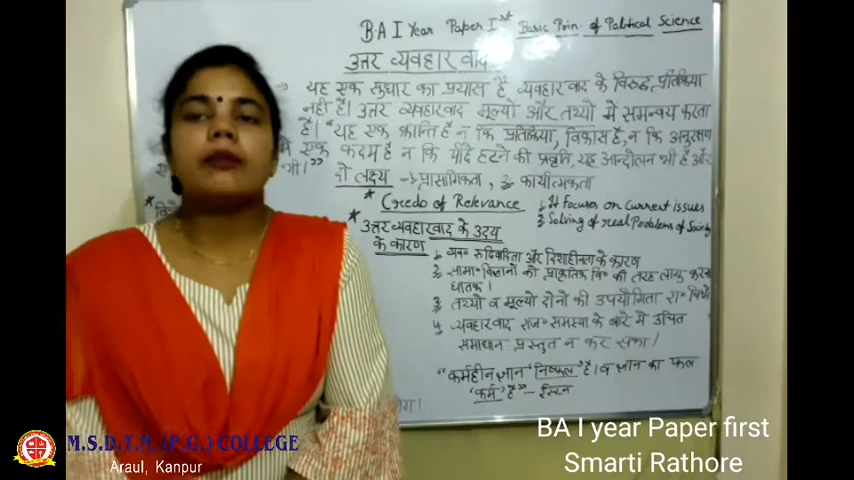 B.A I Year Paper Ist Basic Prin. of Political Science
उत्तर व्यवहारवाद
→ यह एक सुधार का प्रयास है व्यवहारवाद के विरुद्ध प्रतिक्रिया
नहीं है। उत्तर व्यवहारवाद मूल्यो और तथ्यो मे समन्वय करता
है। "यह एक क्रान्ति है न कि प्रतिक्रिया, विकास है, न कि अनुरक्षण
एक कदम है न कि पीछे हटने की प्रवृति, यह आन्दोलन भी है और
भी।"
दो लक्ष्य → 1 प्रासंगिकता, 2 कार्यात्मकता
* Credo of Relevance
1 It Focuses on Current issues
2 Solving of real Problems of Society
* उत्तर व्यवहारवाद के उदय
के कारण
1 व्यव० रूढिवादिता और दिशाहीनता के कारण
2 सामा० विज्ञानों को प्राकृतिक वि० की तरह लागू करना
घातक।
3 तथ्यो व मूल्यो दोनो की उपयोगिता रा०
4 व्यवहारवाद राज० समस्या के बारे मे उचित
समाधान प्रस्तुत न कर सका।
"कर्महीन ज्ञान 'निष्फल' है। व ज्ञान का फल
'कर्म' है" – ईस्टन
M.S.D.T.M. (P.G.) COLLEGE
Araul, Kanpur
BA I year Paper first
Smarti Rathore